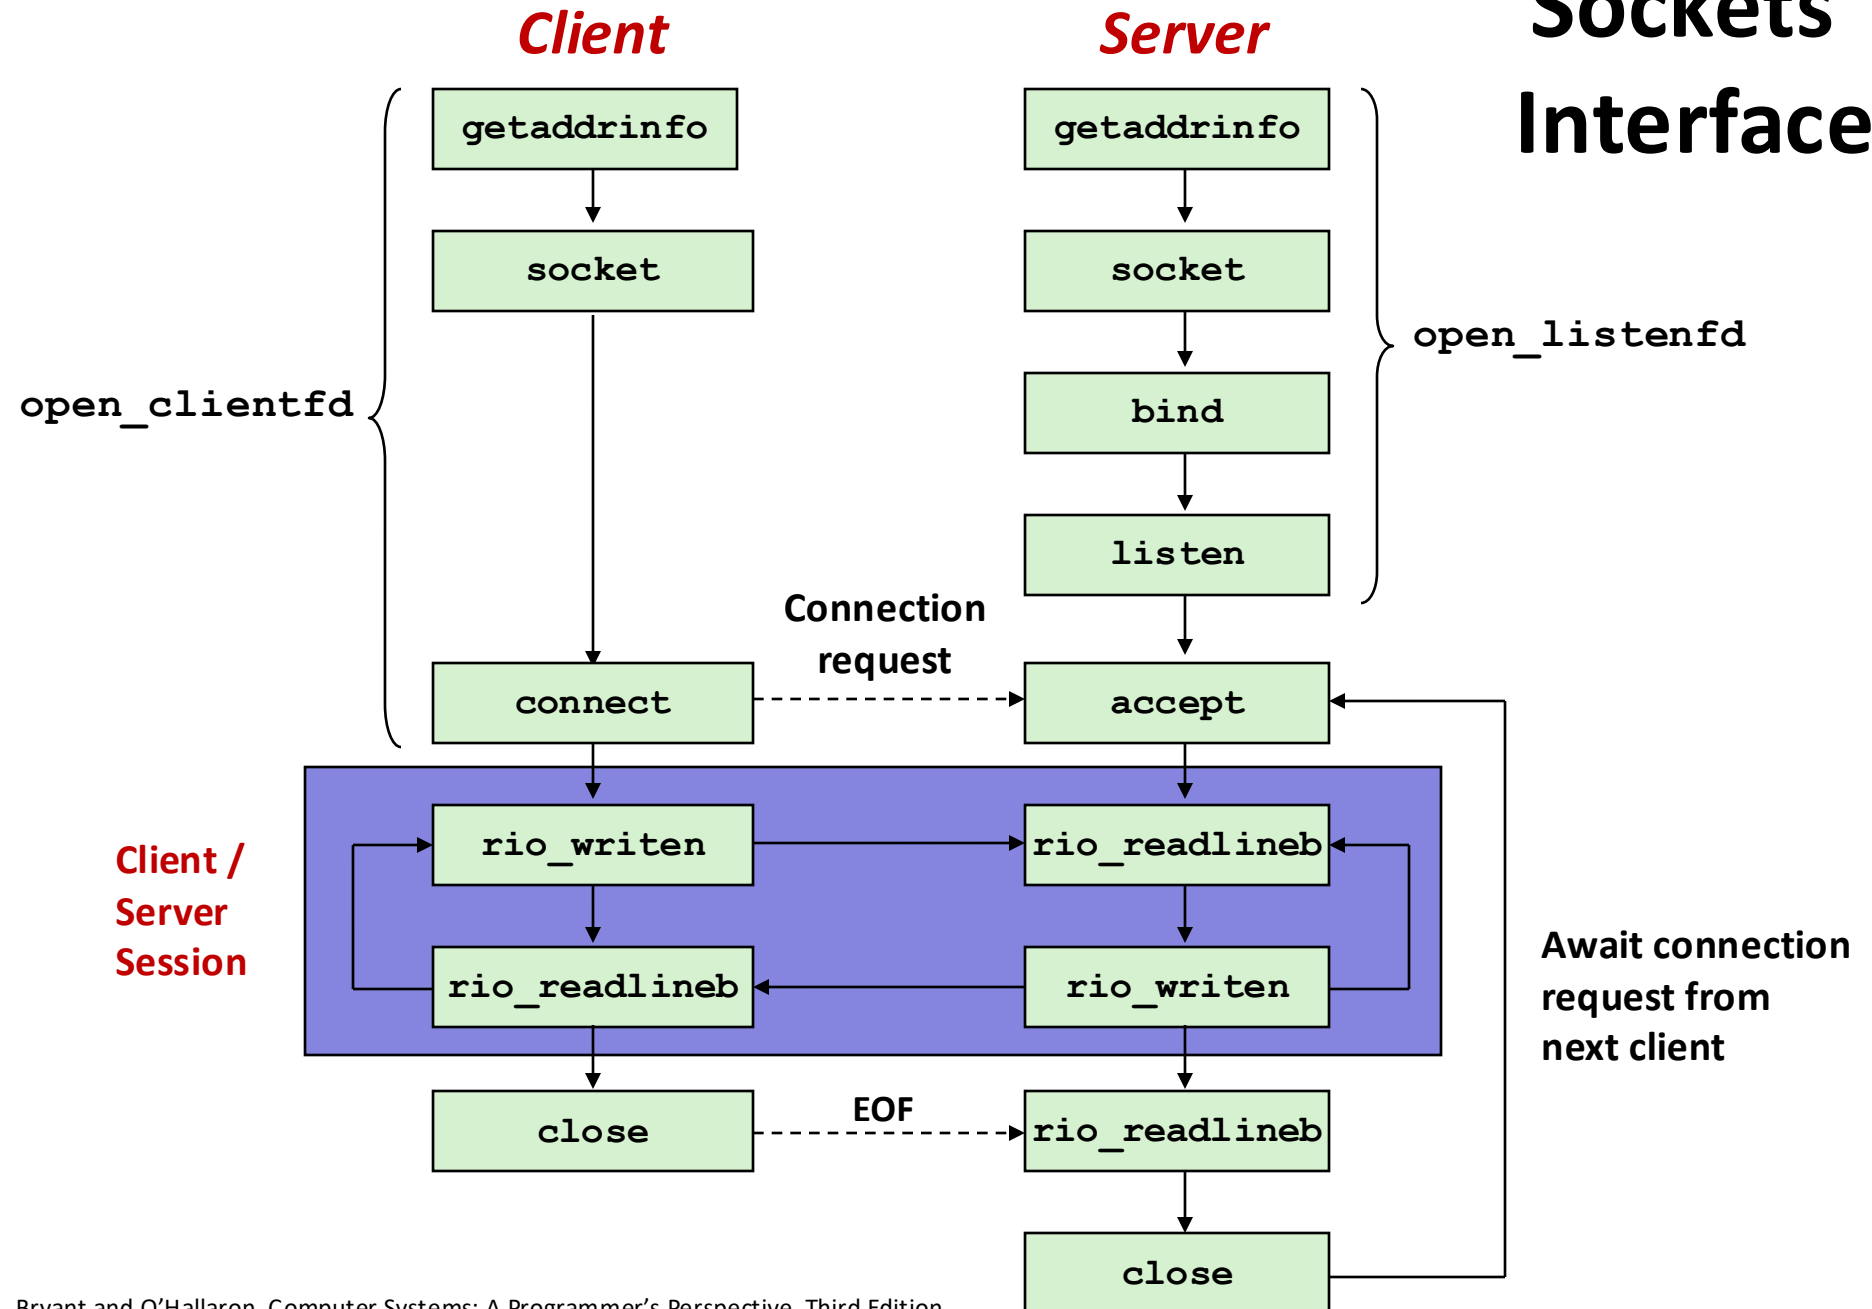 Sockets
Interface
Client
Server
getaddrinfo
getaddrinfo
socket
socket
open_listenfd
open_clientfd
bind
listen
Connection
request
connect
accept
Client /
Server
Session
rio_writen
rio_readlineb
rio_readlineb
rio_writen
Await connection
request from
next client
close
EOF
rio_readlineb
close
Bryant and O'Hallaron, Computer Systems: A Programmer's Perspective, Third Edition